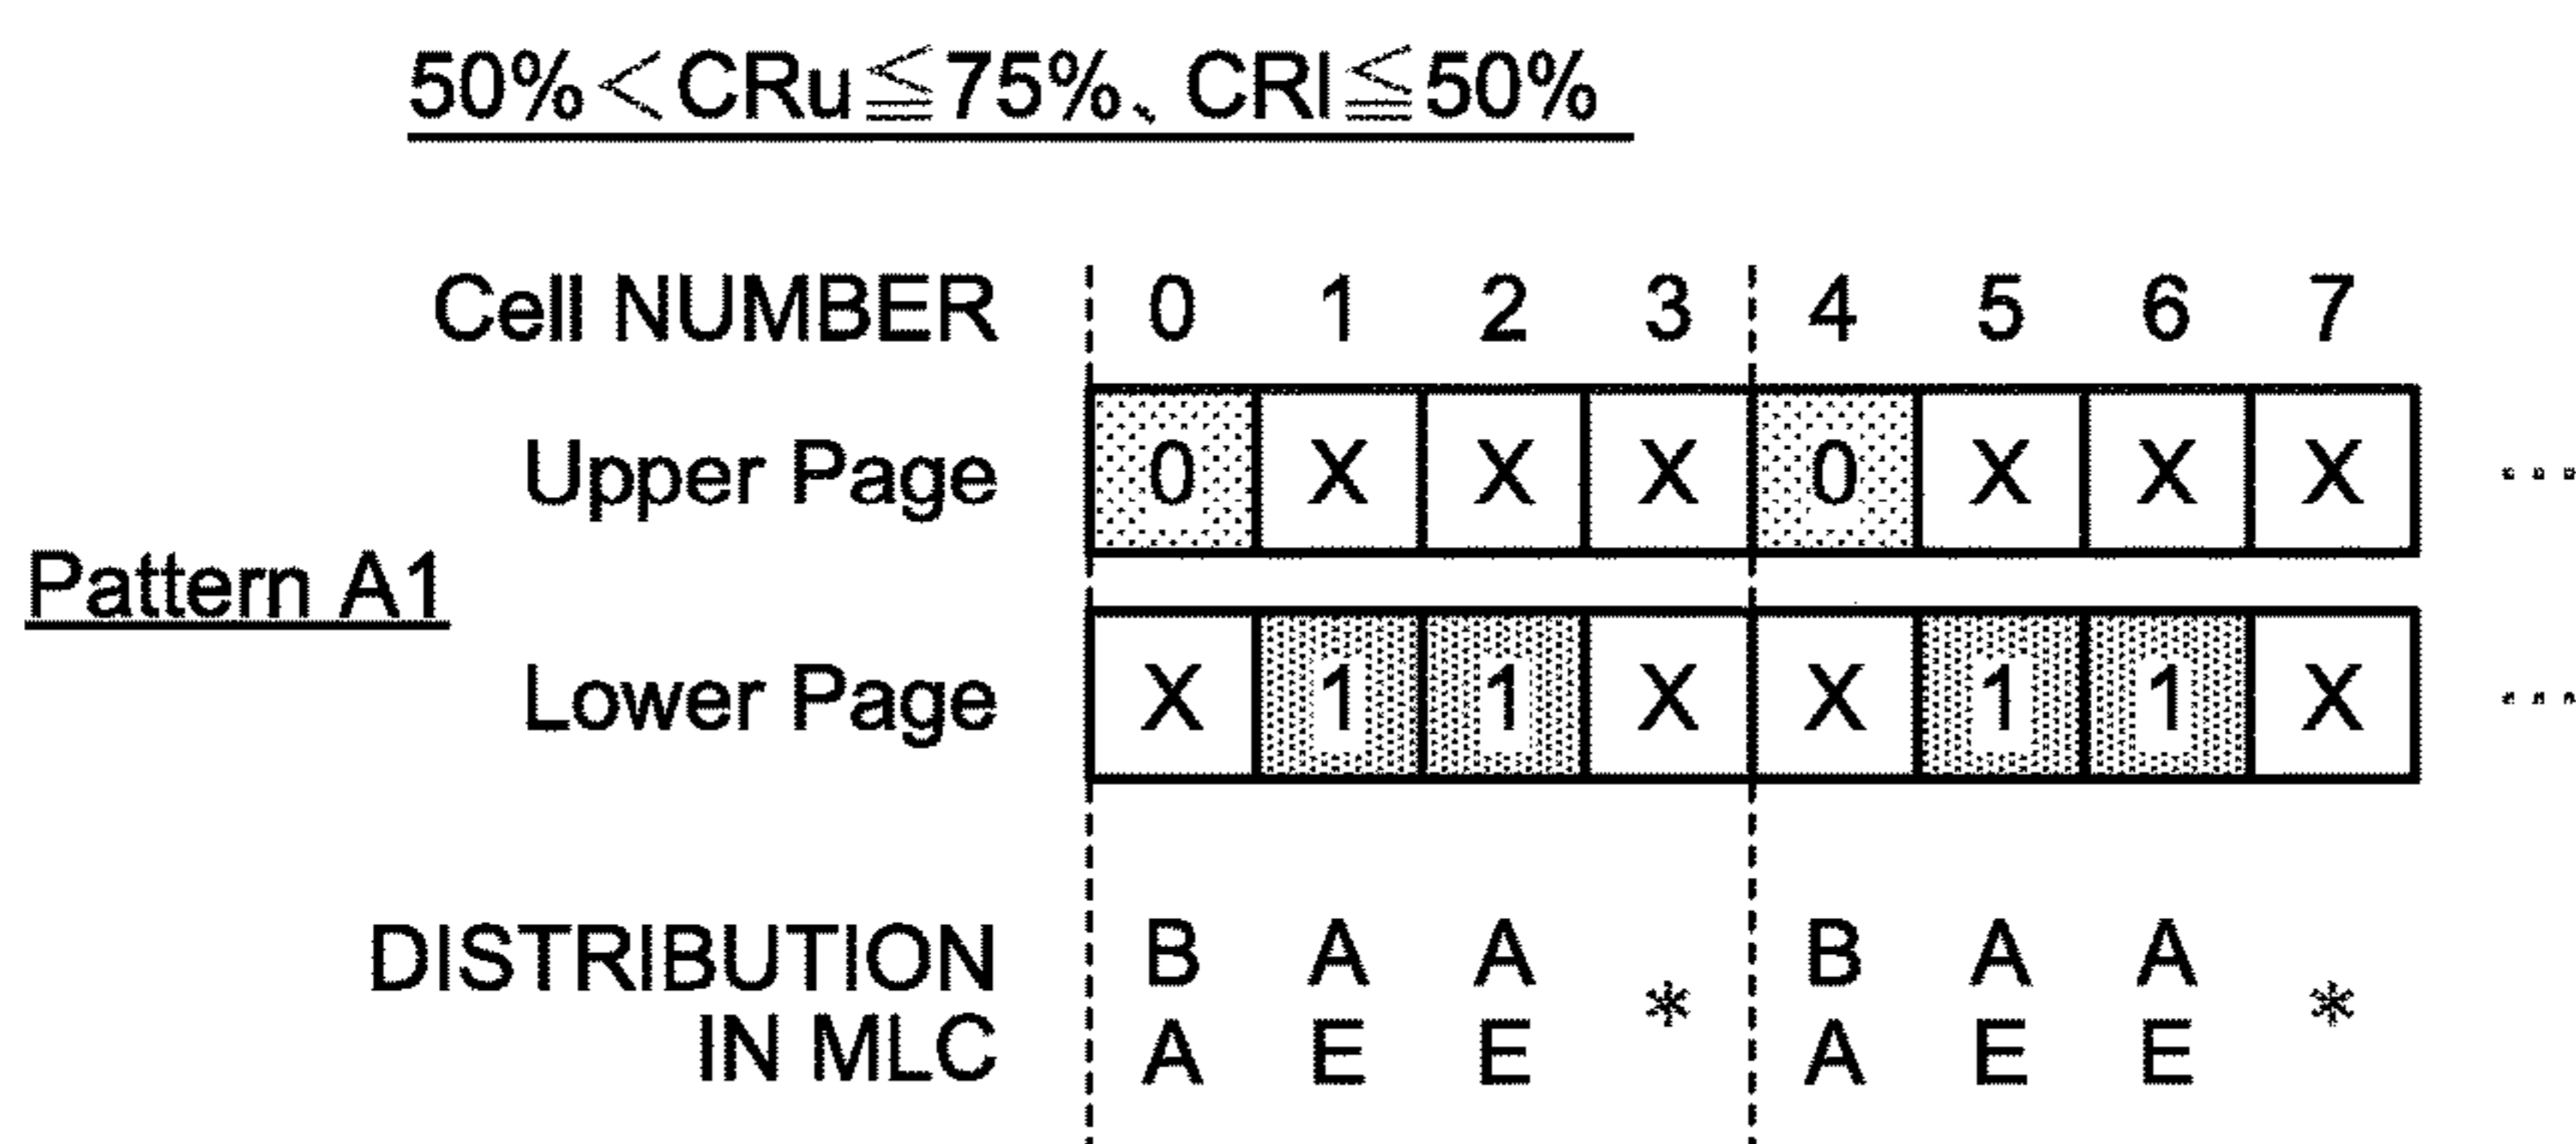 50%<CRu≦75%、CRl≦50%
Cell NUMBER 0 1 2 3 4 5 6 7
Upper Page 0 X X X 0 X X X ...
Pattern A1
Lower Page X 1 1 X X 1 1 X ...
DISTRIBUTION B A A * B A A *
IN MLC A E E A E E